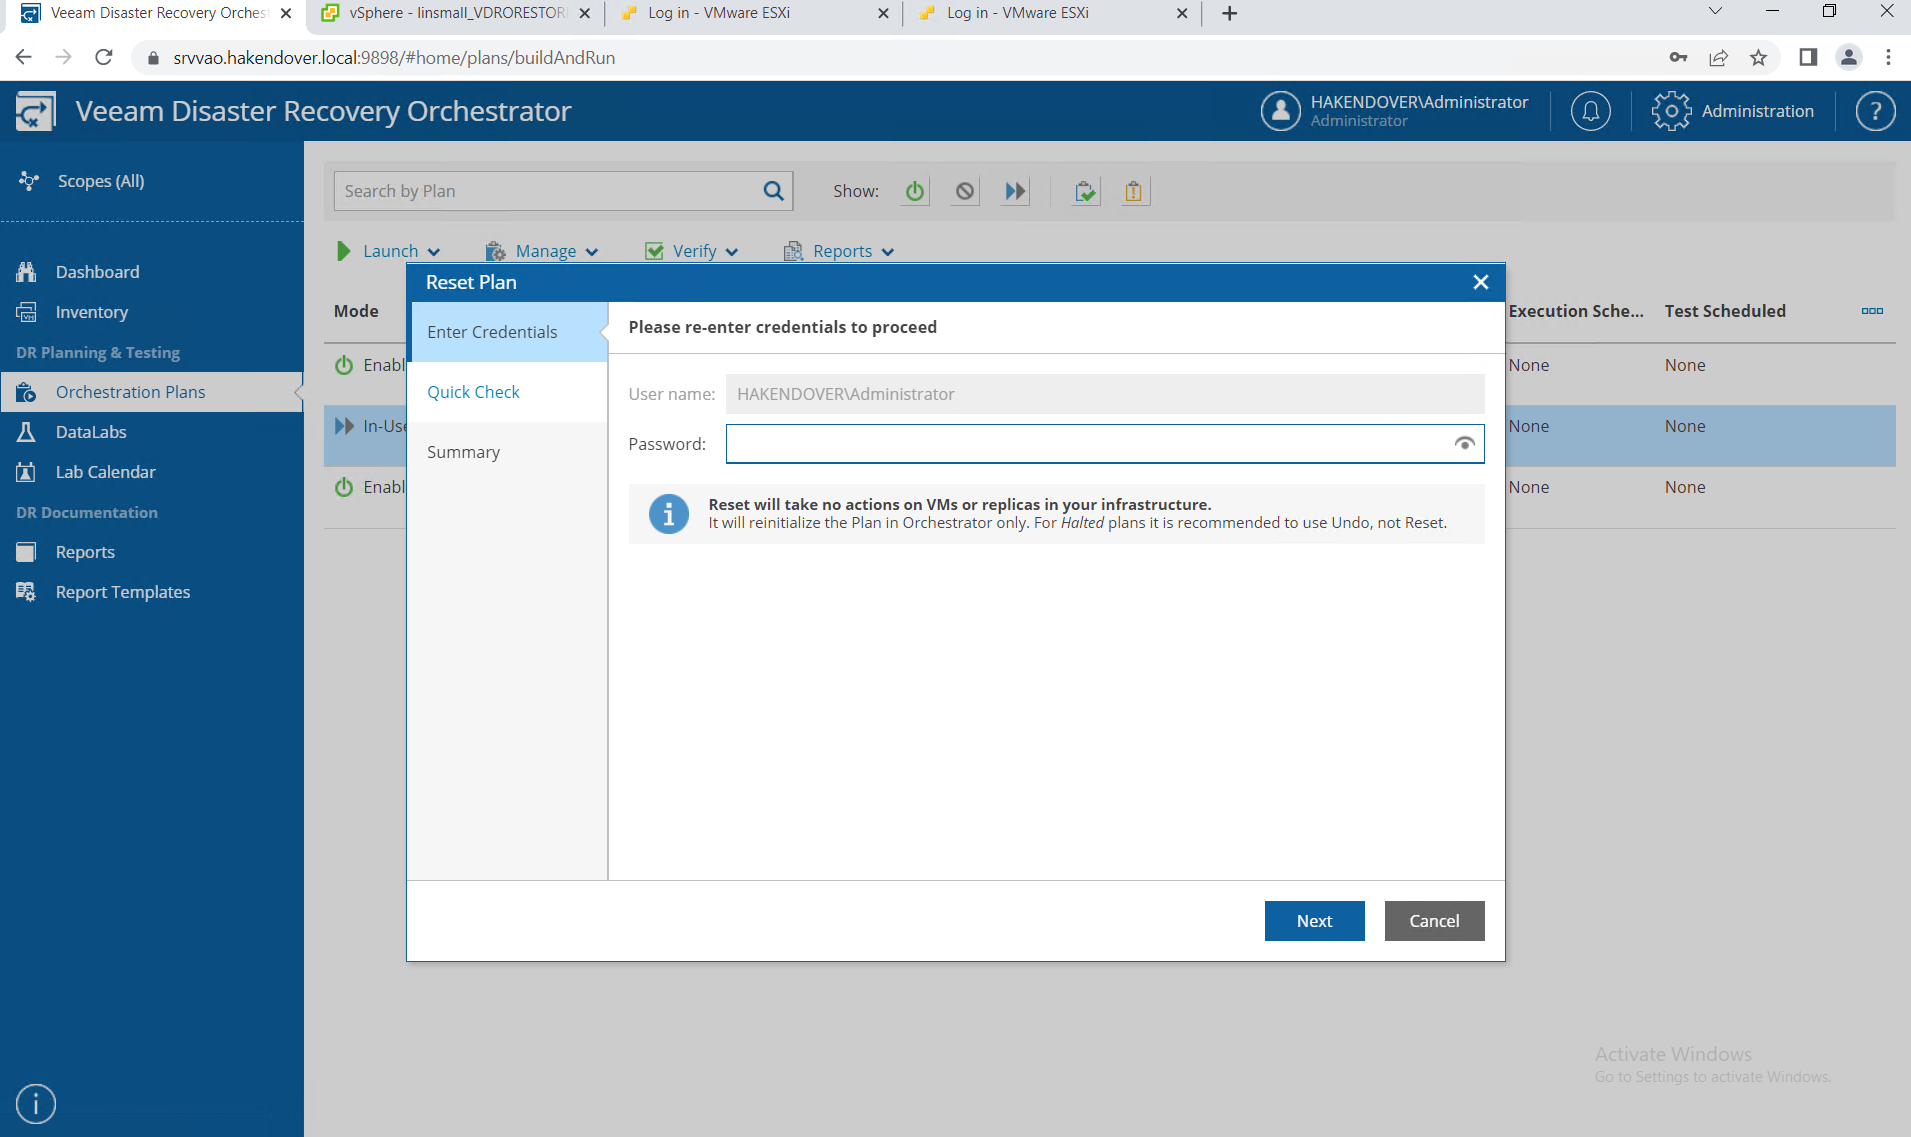 Veeam Disaster Recovery Orches
vSphere - linsmall_VDRORESTOR
Log in - VMware ESXi
Log in - VMware ESXi
srvvao.hakendover.local:9898/#home/plans/buildAndRun
Veeam Disaster Recovery Orchestrator
HAKENDOVER\Administrator
Administrator
Administration
?
Scopes (All)
Search by Plan
Show:
Launch
Manage
Verify
Reports
Dashboard
Inventory
DR Planning & Testing
Orchestration Plans
DataLabs
Lab Calendar
DR Documentation
Reports
Report Templates
Mode
Execution Sche...
Test Scheduled
Enabl
None
None
In-Use
None
None
Enabl
None
None
Reset Plan
Enter Credentials
Quick Check
Summary
Please re-enter credentials to proceed
User name:
HAKENDOVER\Administrator
Password:
Reset will take no actions on VMs or replicas in your infrastructure.
It will reinitialize the Plan in Orchestrator only. For Halted plans it is recommended to use Undo, not Reset.
Next
Cancel
Activate Windows
Go to Settings to activate Windows.